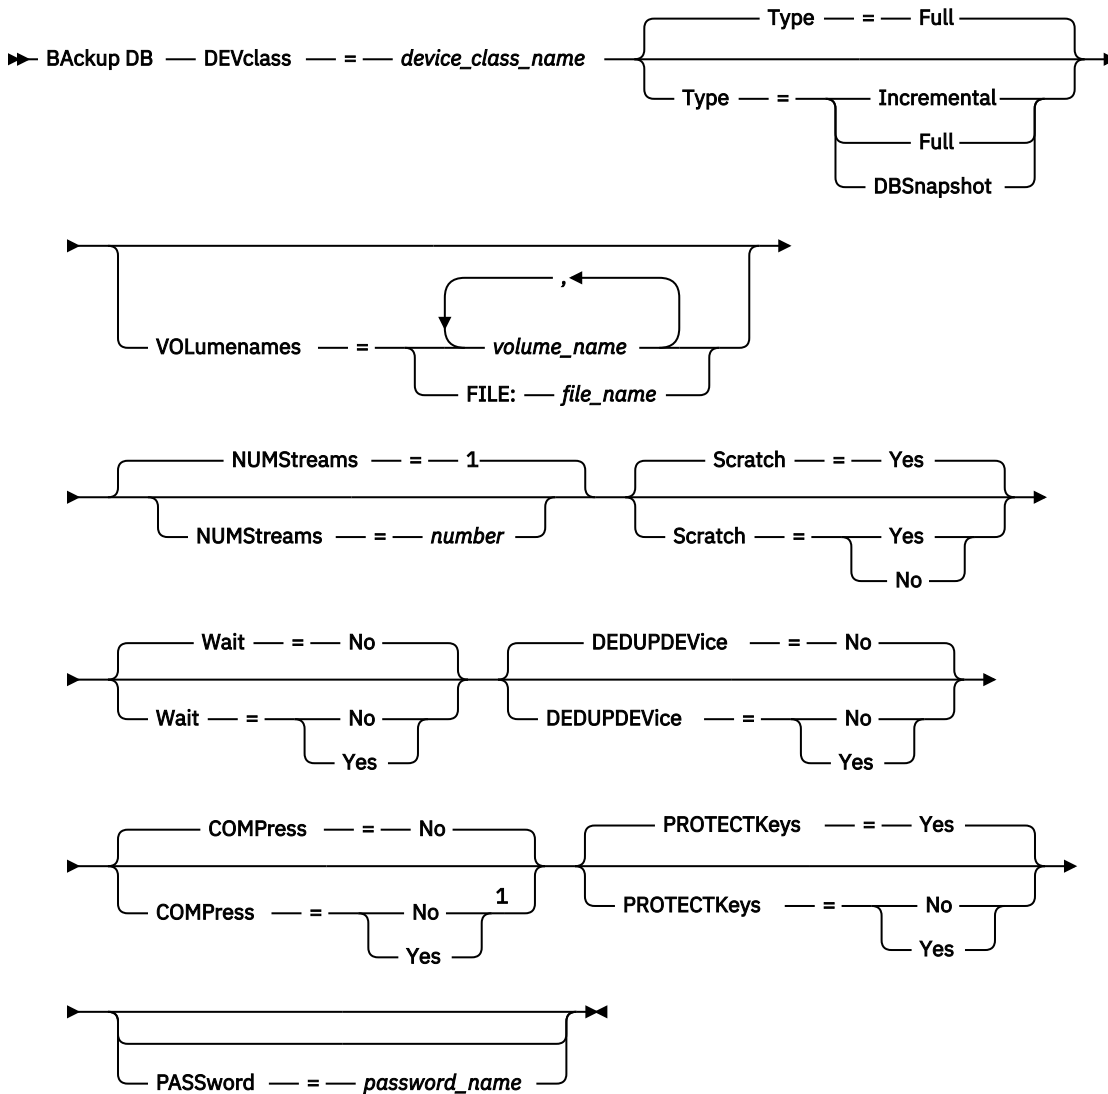 Type = Full
BAckup DB DEVclass = device_class_name
Type = Incremental
Full
DBSnapshot
,
VOLumenames = volume_name
FILE: file_name
NUMStreams = 1 Scratch = Yes
NUMStreams = number Scratch = Yes
No
Wait = No DEDUPDEVice = No
Wait = No DEDUPDEVice = No
Yes Yes
COMPress = No PROTECTKeys = Yes
COMPress = No 1 PROTECTKeys = No
Yes Yes
PASSword = password_name